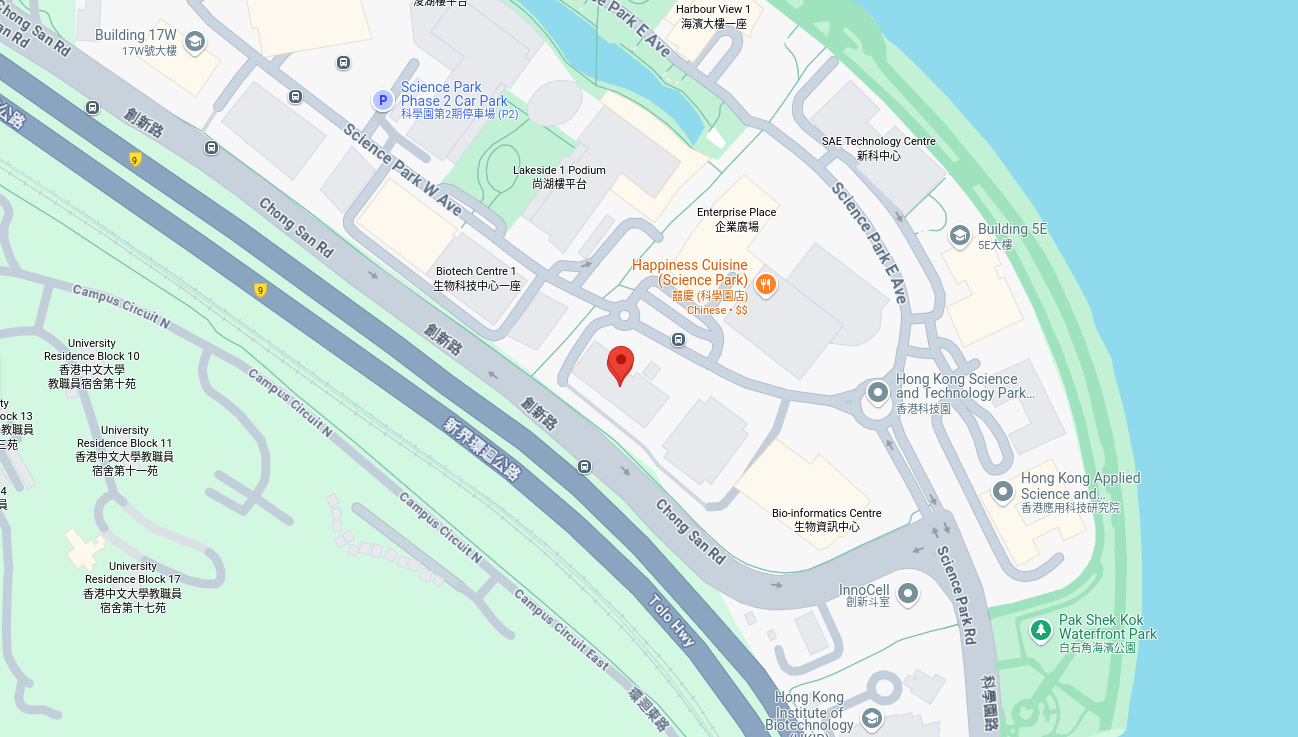 凌湖樓平台
Harbour View 1
海濱大樓一座
Chong San Rd
Building 17W
17W號大樓
Science Park E Ave
Science Park
Phase 2 Car Park
科學園第2期停車場 (P2)
P
公路
創新路
9
Science Park W Ave
SAE Technology Centre
新科中心
Lakeside 1 Podium
尚湖樓平台
Chong San Rd
Enterprise Place
企業廣場
Science Park E Ave
Building 5E
5E大樓
Happiness Cuisine
(Science Park)
囍慶 (科學園店)
Chinese • $$
Biotech Centre 1
生物科技中心一座
9
Campus Circuit N
創新路
University
Residence Block 10
香港中文大學
教職員宿舍第十苑
Campus Circuit N
Hong Kong Science
and Technology Park…
香港科技園
ty
ock 13
教職員
三苑
創新路
新界環迴公路
University
Residence Block 11
香港中文大學教職員
宿舍第十一苑
Hong Kong Applied
Science and…
香港應用科技研究院
4
員
Campus Circuit N
Chong San Rd
Bio-informatics Centre
生物資訊中心
Science Park Rd
University
Residence Block 17
香港中文大學教職員
宿舍第十七苑
InnoCell
創新斗室
Tolo Hwy
Campus Circuit East
Pak Shek Kok
Waterfront Park
白石角海濱公園
環迴東路
科學園路
Hong Kong
Institute of
Biotechnology
(HKIB)